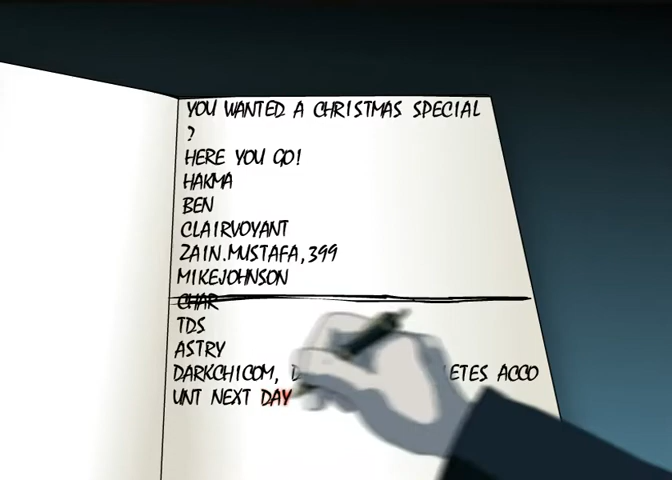 YOU WANTED A CHRISTMAS SPECIAL
?
HERE YOU GO!
HAKMA
BEN
CLAIRVOYANT
ZAIN.MUSTAFA,399
MIKEJOHNSON
CHAR
TDS
ASTRY
DARKCHICOM, ETES ACCO
UNT NEXT DAY